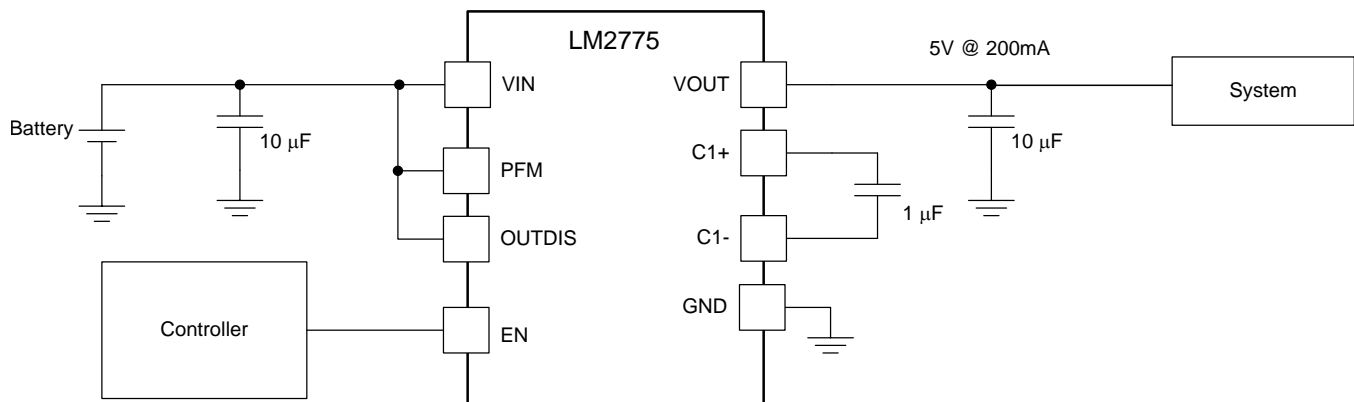 LM2775
5V @ 200mA
VIN
VOUT
System
Battery
10 μF
C1+
10 μF
PFM
1 μF
OUTDIS
C1-
GND
Controller
EN